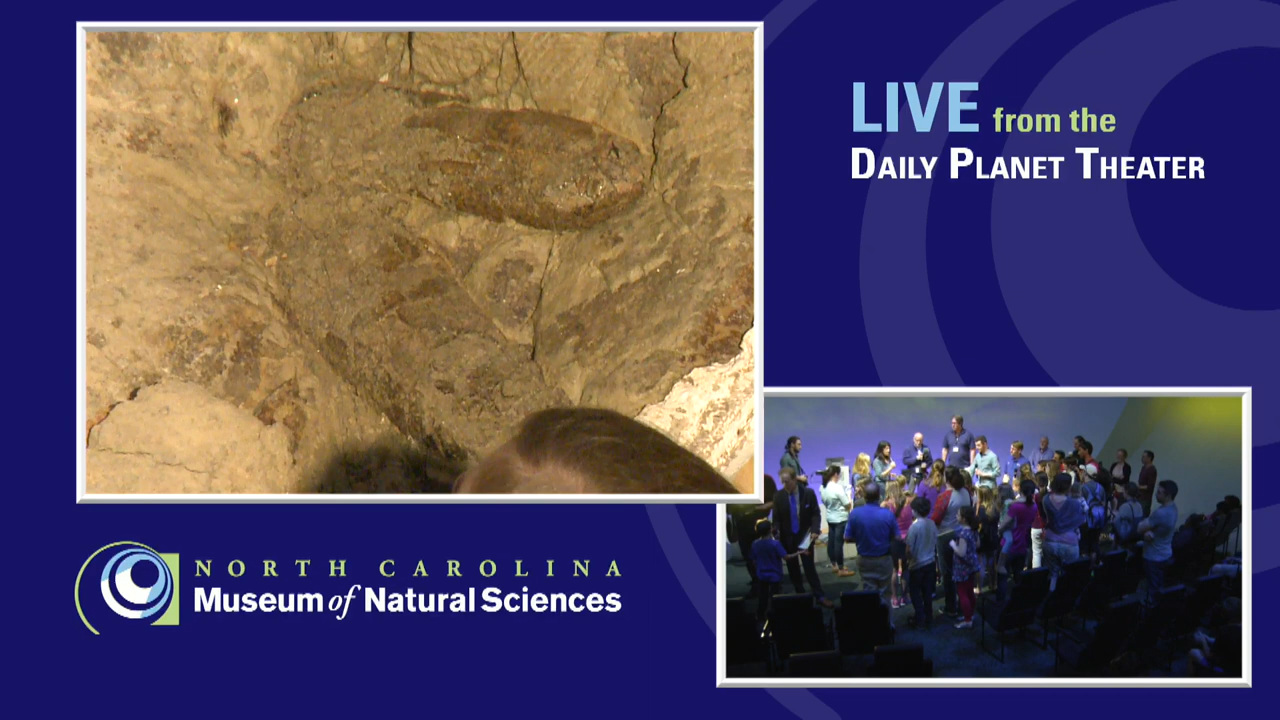 LIVE from the
DAILY PLANET THEATER
NORTH CAROLINA
Museum of Natural Sciences